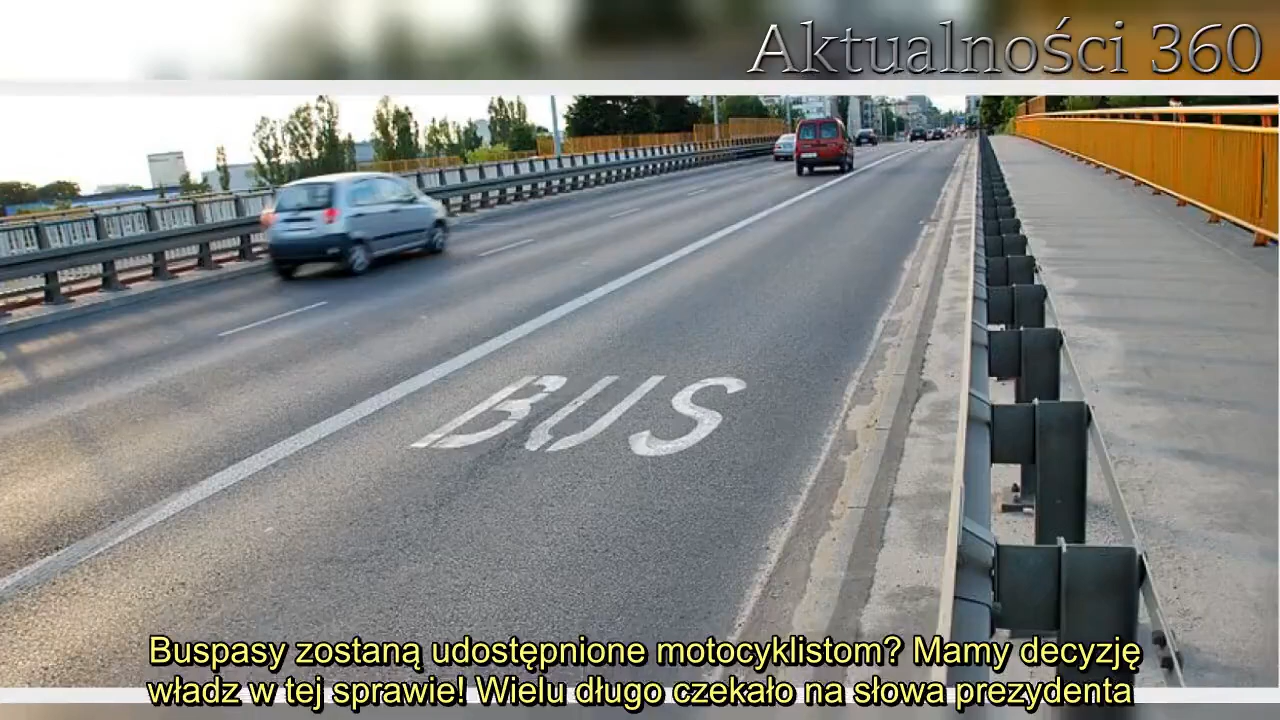 Aktualności 360
BUS
Buspasy zostaną udostępnione motocyklistom? Mamy decyzję
władz w tej sprawie! Wielu długo czekało na słowa prezydenta